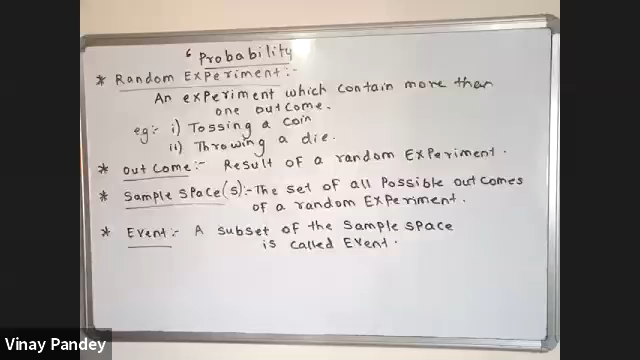 ‘ Probability
* Random Experiment:-
An experiment which contain more than
one outcome.
eg:- i) Tossing a coin
ii) Throwing a die.
* Outcome:- Result of a random experiment.
* Sample space(s):- The set of all possible outcomes
of a random experiment.
* Event:- A subset of the sample space
is called Event.
Vinay Pandey